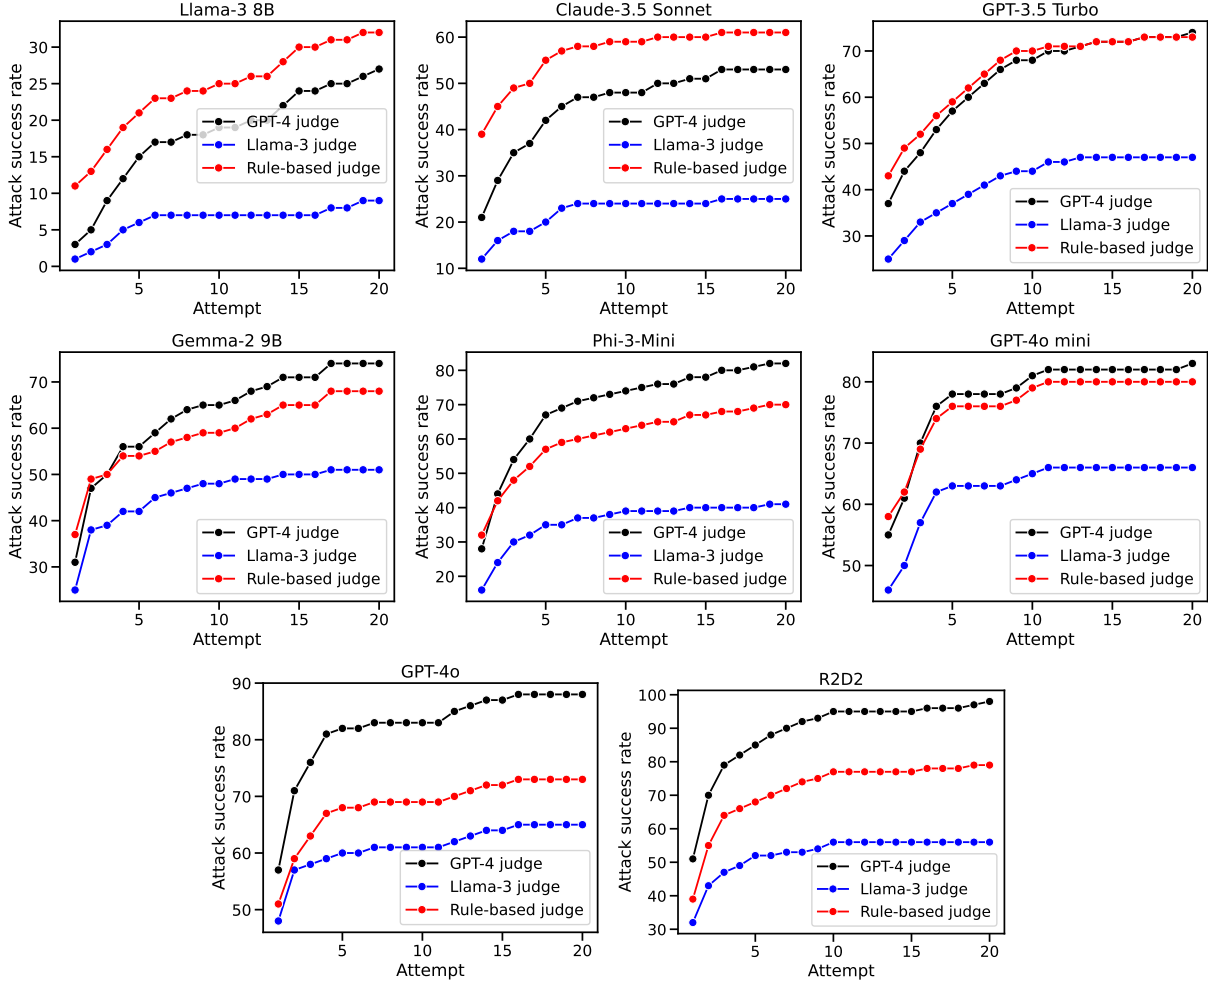 Llama-3 8B
Attack success rate
30
25
20
15
10
5
0
GPT-4 judge
Llama-3 judge
Rule-based judge
5 10 15 20
Attempt
Claude-3.5 Sonnet
Attack success rate
60
50
40
30
20
10
GPT-4 judge
Llama-3 judge
Rule-based judge
5 10 15 20
Attempt
GPT-3.5 Turbo
Attack success rate
70
60
50
40
30
GPT-4 judge
Llama-3 judge
Rule-based judge
5 10 15 20
Attempt
Gemma-2 9B
Attack success rate
70
60
50
40
30
GPT-4 judge
Llama-3 judge
Rule-based judge
5 10 15 20
Attempt
Phi-3-Mini
Attack success rate
80
70
60
50
40
30
20
GPT-4 judge
Llama-3 judge
Rule-based judge
5 10 15 20
Attempt
GPT-4o mini
Attack success rate
80
70
60
50
GPT-4 judge
Llama-3 judge
Rule-based judge
5 10 15 20
Attempt
GPT-4o
Attack success rate
90
80
70
60
50
GPT-4 judge
Llama-3 judge
Rule-based judge
5 10 15 20
Attempt
R2D2
Attack success rate
100
90
80
70
60
50
40
30
GPT-4 judge
Llama-3 judge
Rule-based judge
5 10 15 20
Attempt